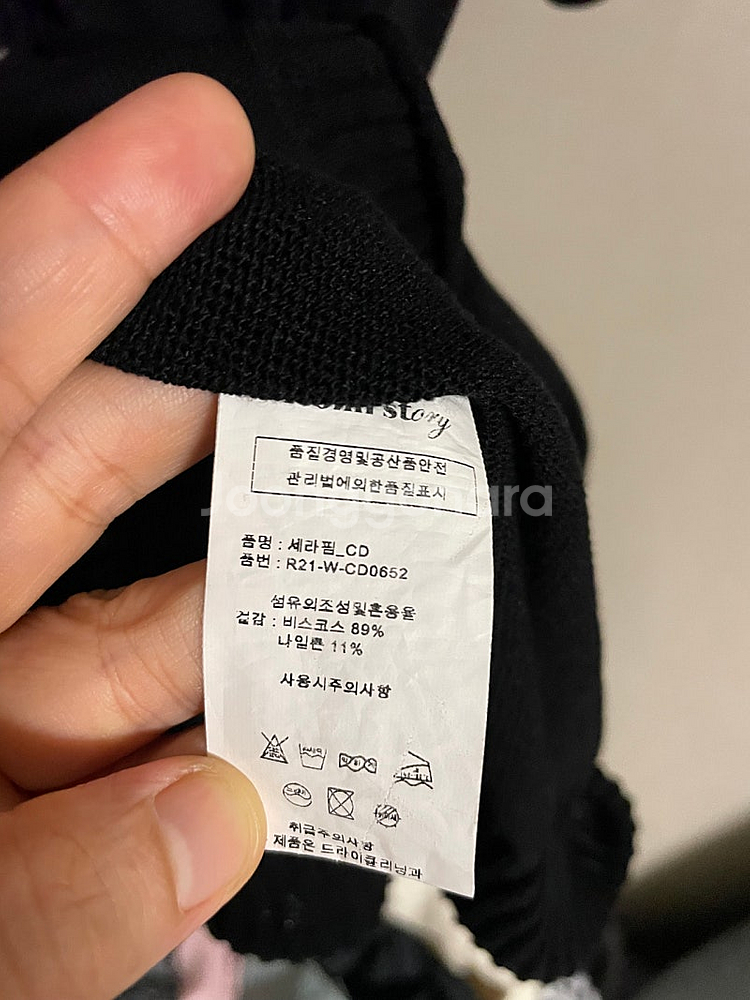 story
품질경영및공산품안전
관리법에의한품질표시
품명 : 세라핌_CD
품번 : R21-W-CD0652
섬유의조성및혼용율
겉감 : 비스코스 89%
나일론 11%
사용시주의사항
취급주의사항
제품은 드라이클리닝과